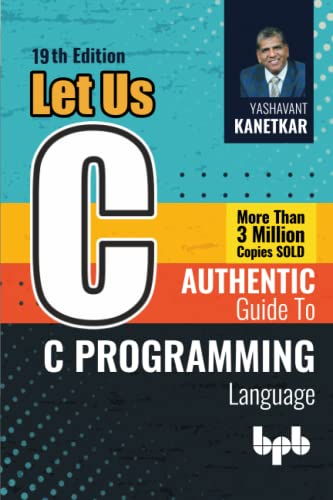 19th Edition
Let Us
C
YASHAVANT
KANETKAR
More Than
3 Million
Copies SOLD
AUTHENTIC
Guide To
C PROGRAMMING
Language
bpb